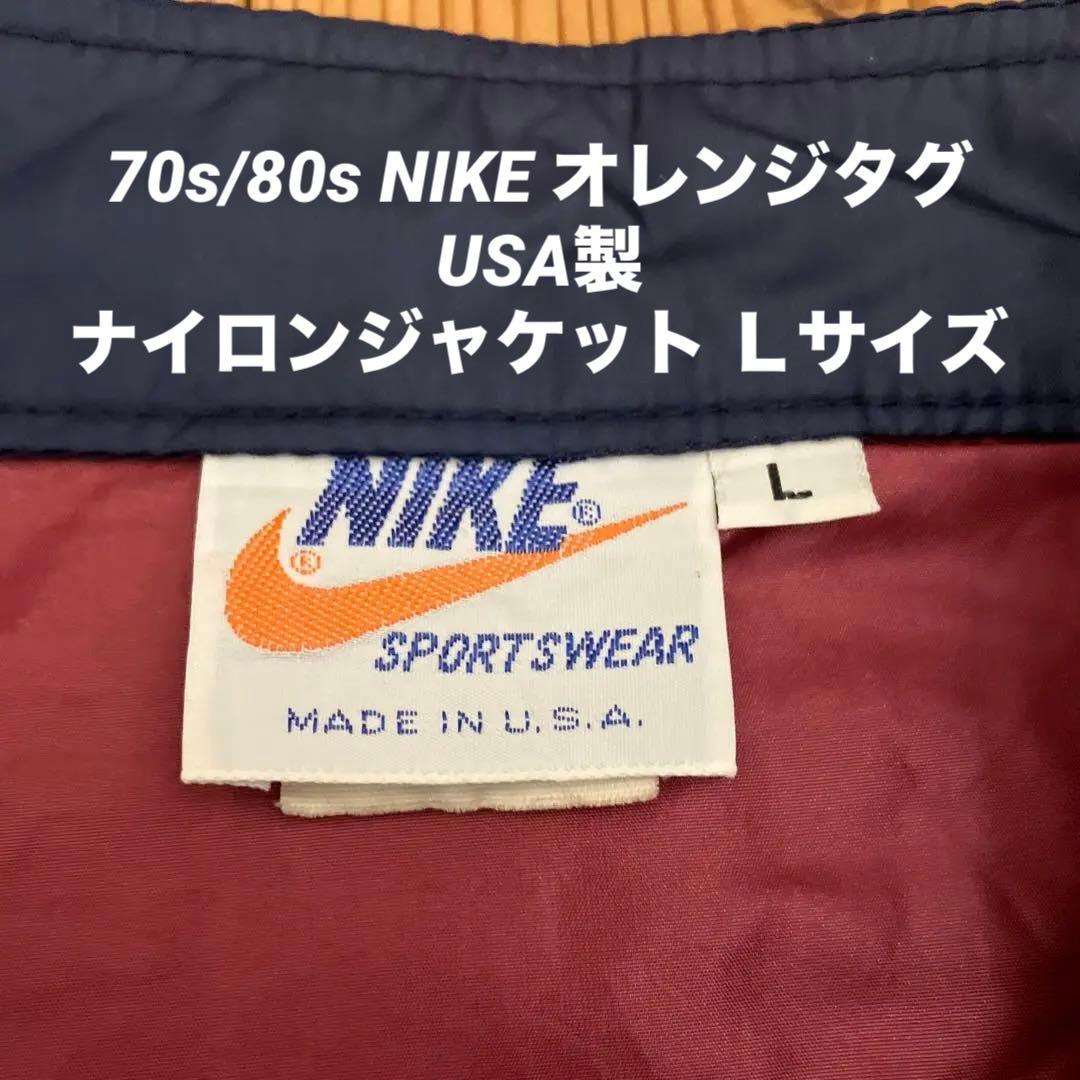 70s/80s NIKE オレンジタグ
USA製
ナイロンジャケット Lサイズ
NIKE®
L
®
SPORTSWEAR
MADE IN U.S.A.